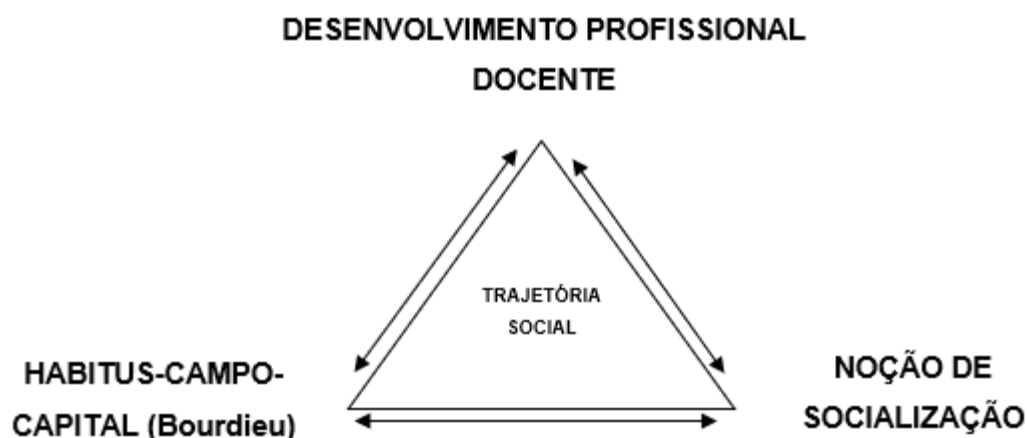 DESENVOLVIMENTO PROFISSIONAL
DOCENTE
TRAJETÓRIA
SOCIAL
HABITUS-CAMPO-
CAPITAL (Bourdieu)
NOÇÃO DE
SOCIALIZAÇÃO